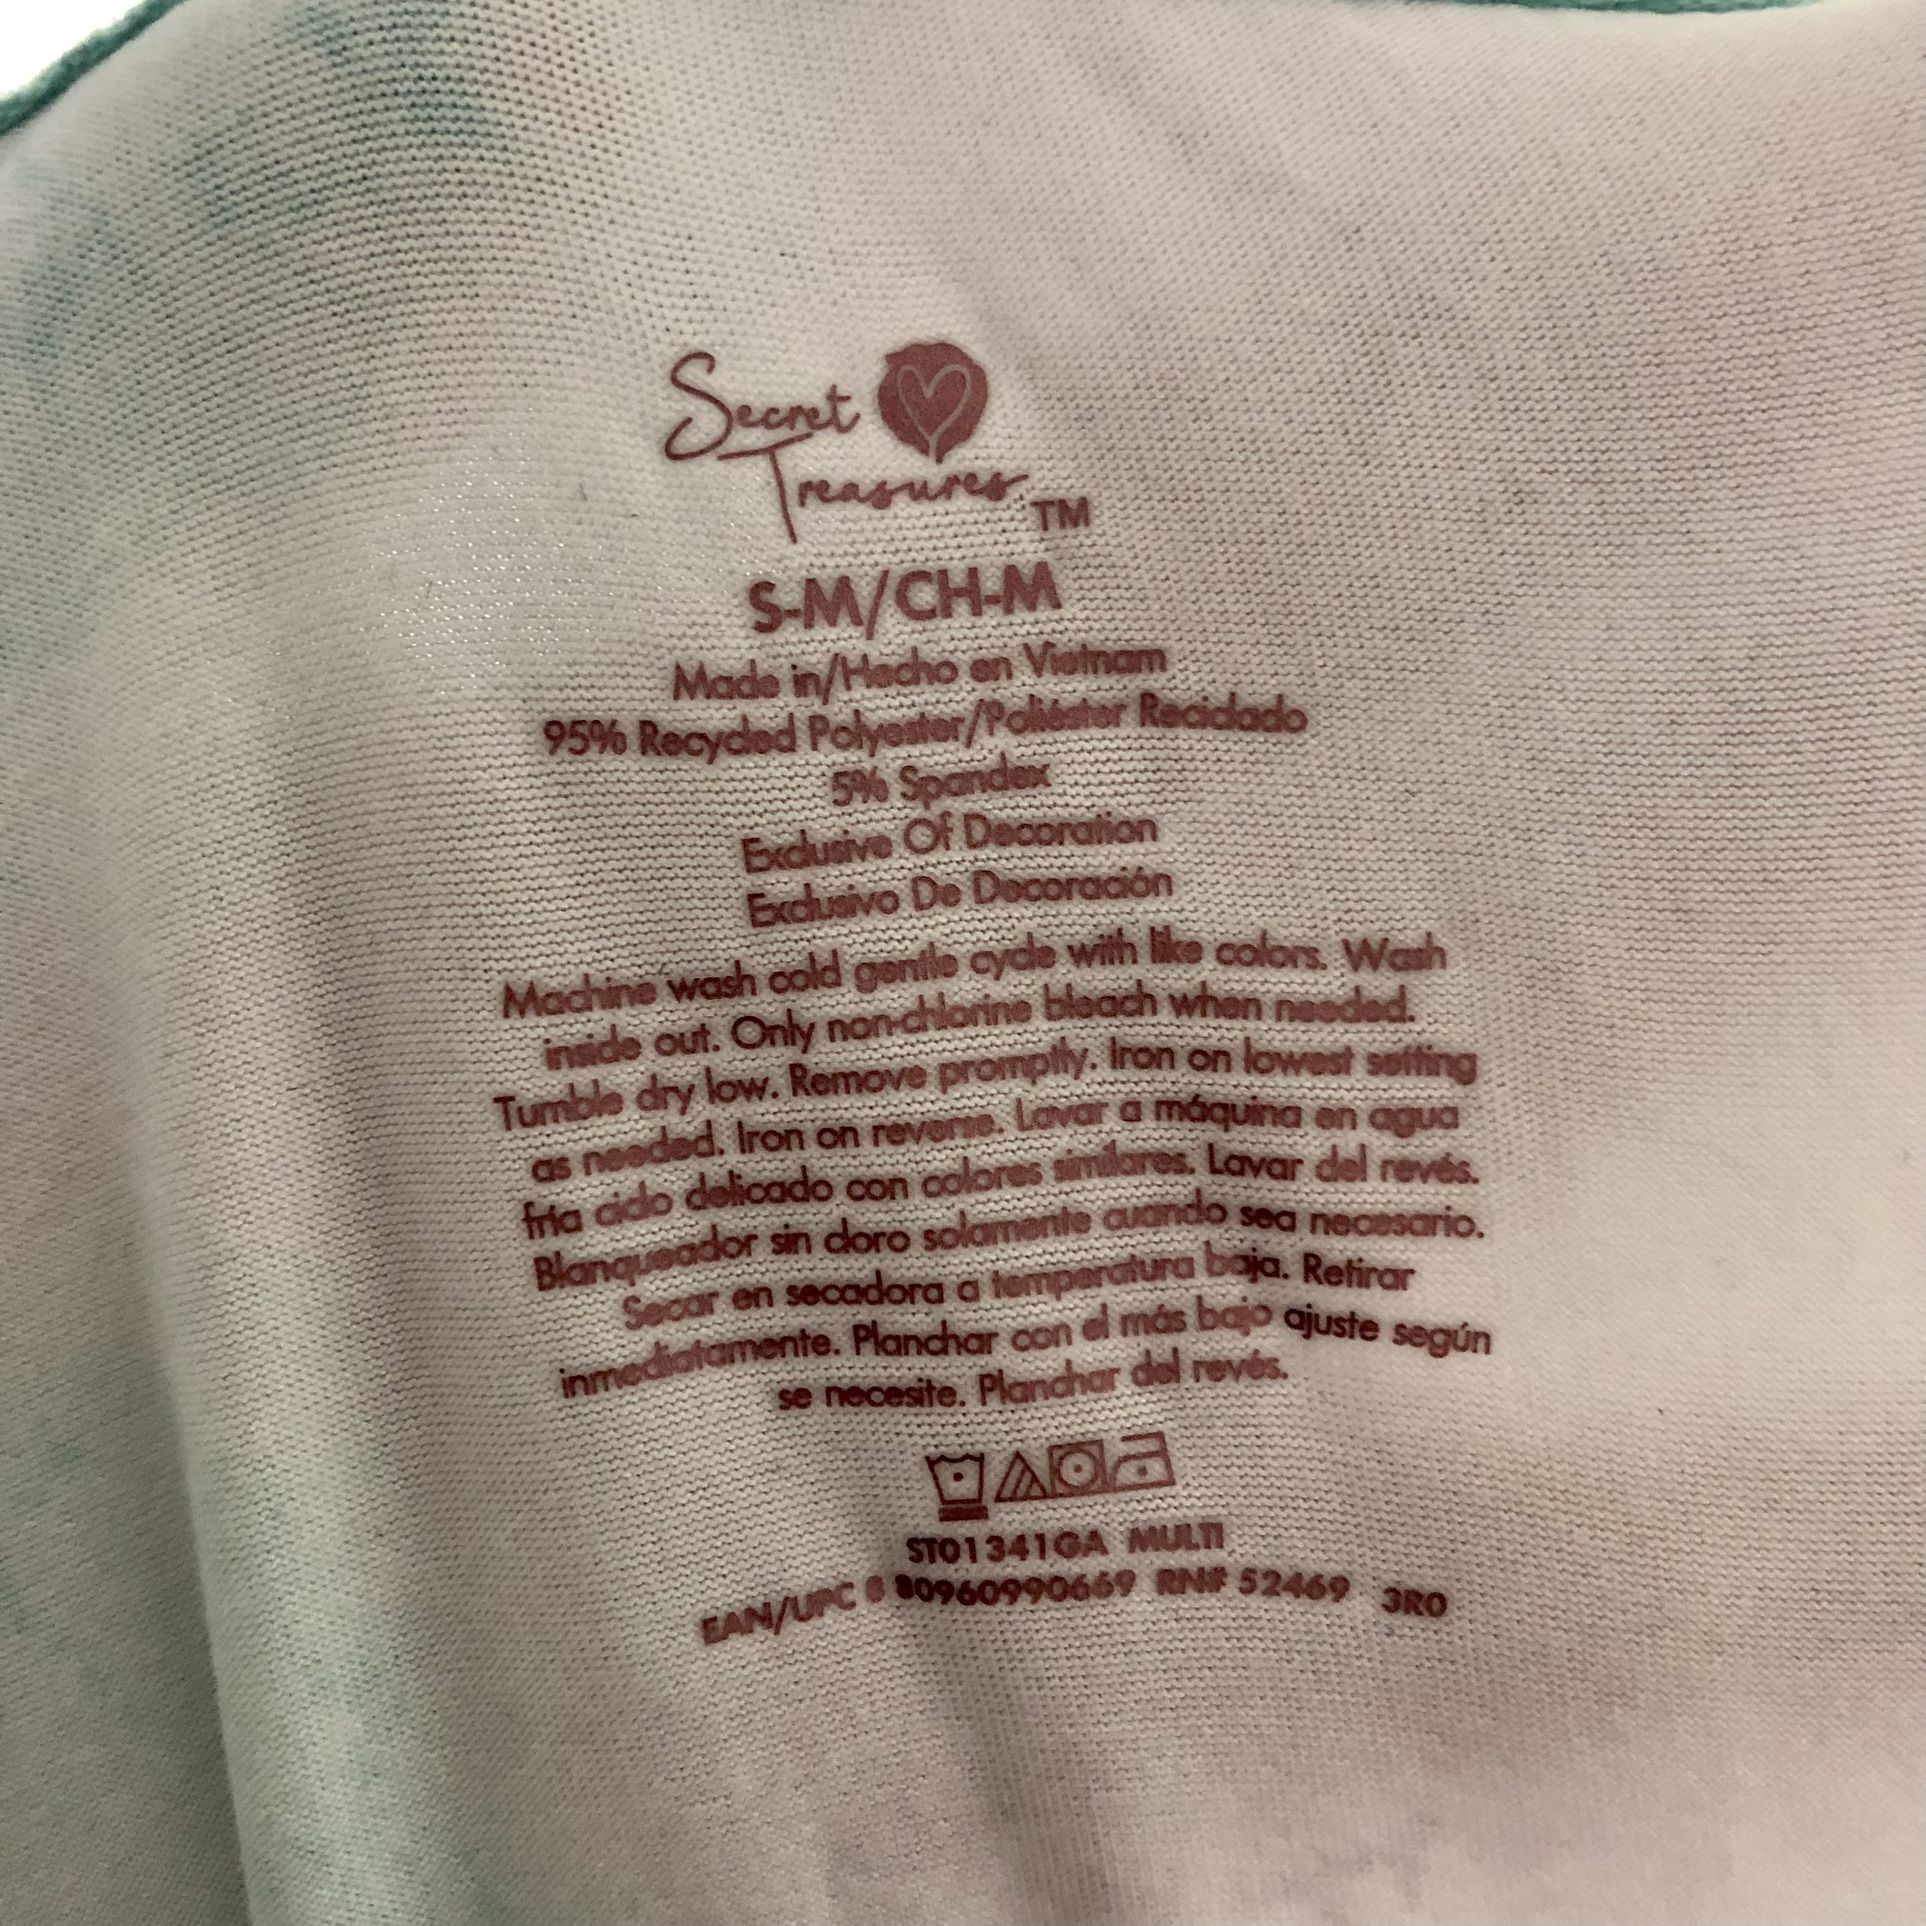 Secret
Treasures TM
S-M/CH-M
Made in/Hecho en Vietnam
95% Recycled Polyester/Poliéster Reciclado
5% Spandex
Exclusive Of Decoration
Exclusivo De Decoración
Machine wash cold gentle cycle with like colors. Wash
inside out. Only non-chlorine bleach when needed.
Tumble dry low. Remove promptly. Iron on lowest setting
as needed. Iron on reverse. Lavar a máquina en agua
fría ciclo delicado con colores similares. Lavar del revés.
Blanqueador sin cloro solamente cuando sea necesario.
Secar en secadora a temperatura baja. Retirar
inmediatamente. Planchar con el más bajo ajuste según
se necesite. Planchar del revés.
ST01341GA MULTI
EAN/UPC 8 80960990669 RN# 52469 3R0